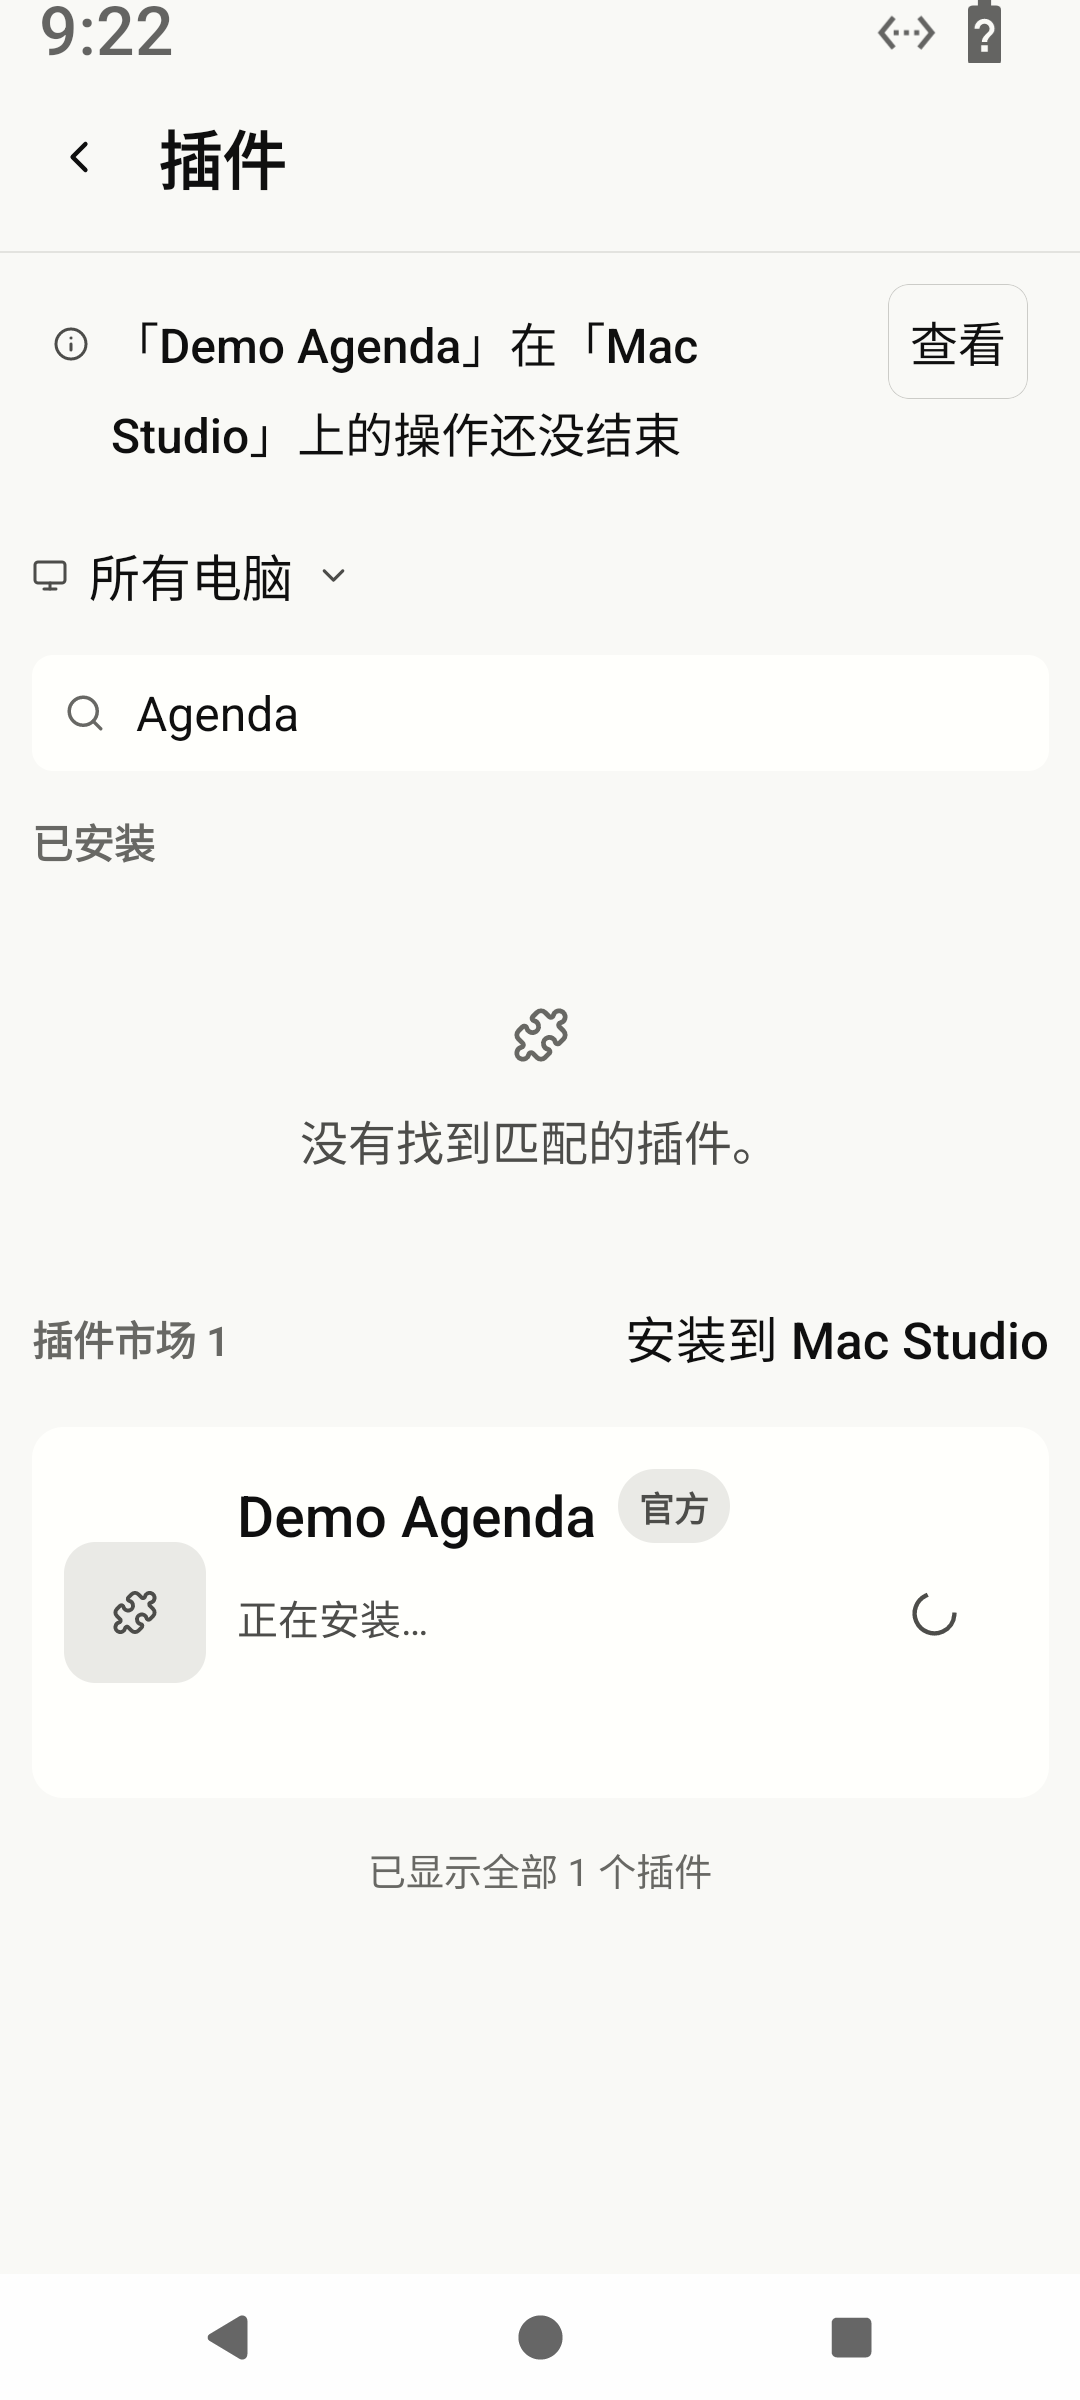 9:22
插件
「Demo Agenda」在「Mac
Studio」上的操作还没结束
查看
所有电脑
Agenda
已安装
没有找到匹配的插件。
插件市场 1
安装到 Mac Studio
Demo Agenda
官方
正在安装…
已显示全部 1 个插件